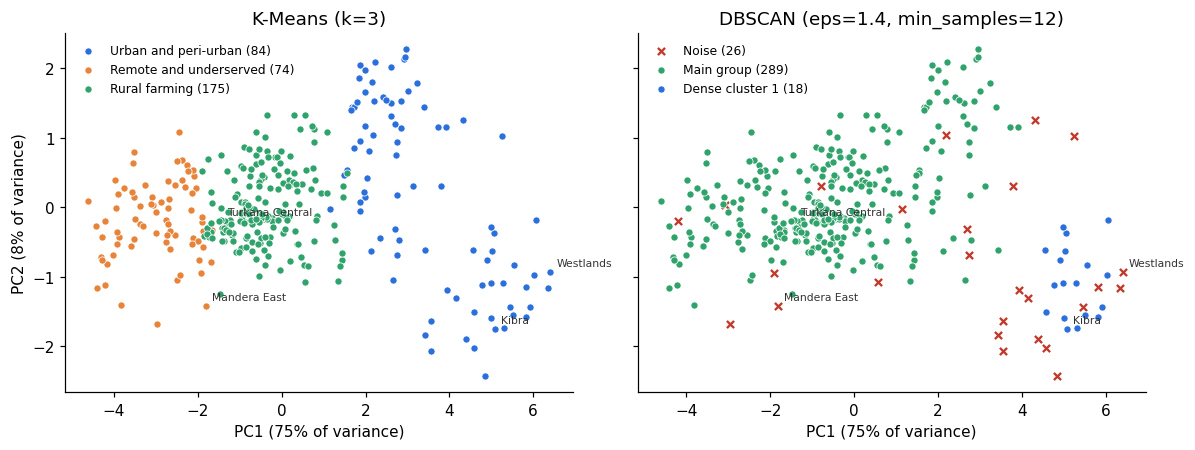 K-Means (k=3)
Urban and peri-urban (84)
Remote and underserved (74)
Rural farming (175)
Turkana Central
Mandera East
Westlands
Kibra
PC2 (8% of variance)
2
1
0
−1
−2
−4
−2
0
2
4
6
PC1 (75% of variance)
DBSCAN (eps=1.4, min_samples=12)
Noise (26)
Main group (289)
Dense cluster 1 (18)
Turkana Central
Mandera East
Westlands
Kibra
−4
−2
0
2
4
6
PC1 (75% of variance)